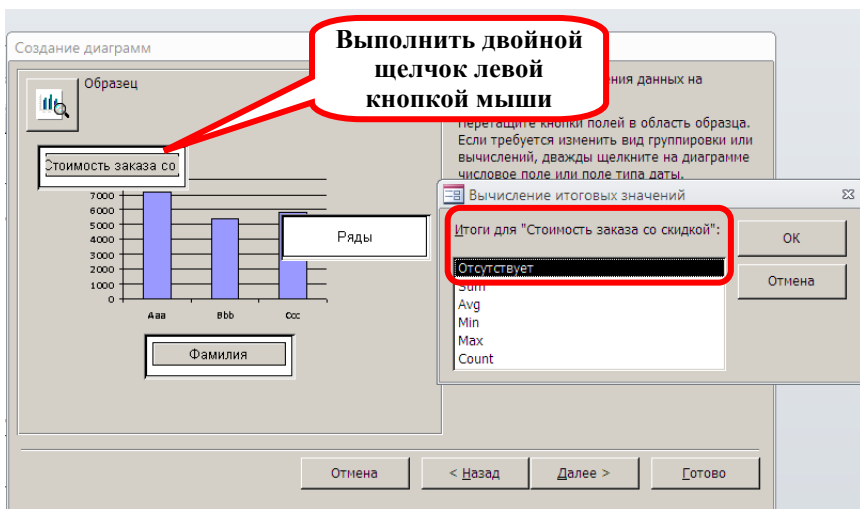 Создание диаграмм
Выполнить двойной
щелчок левой
кнопкой мыши
Образец
ния данных на
Перетащите кнопки полей в область образца.
Если требуется изменить вид группировки или
вычислений, дважды щелкните на диаграмме
числовое поле или поле типа даты.
Стоимость заказа со
7000
6000
5000
4000
3000
2000
1000
0
Aaa Bbb Ccc
Ряды
Фамилия
Вычисление итоговых значений
Итоги для "Стоимость заказа со скидкой":
Отсутствует
Sum
Avg
Min
Max
Count
ОК
Отмена
Отмена < Назад Далее > Готово